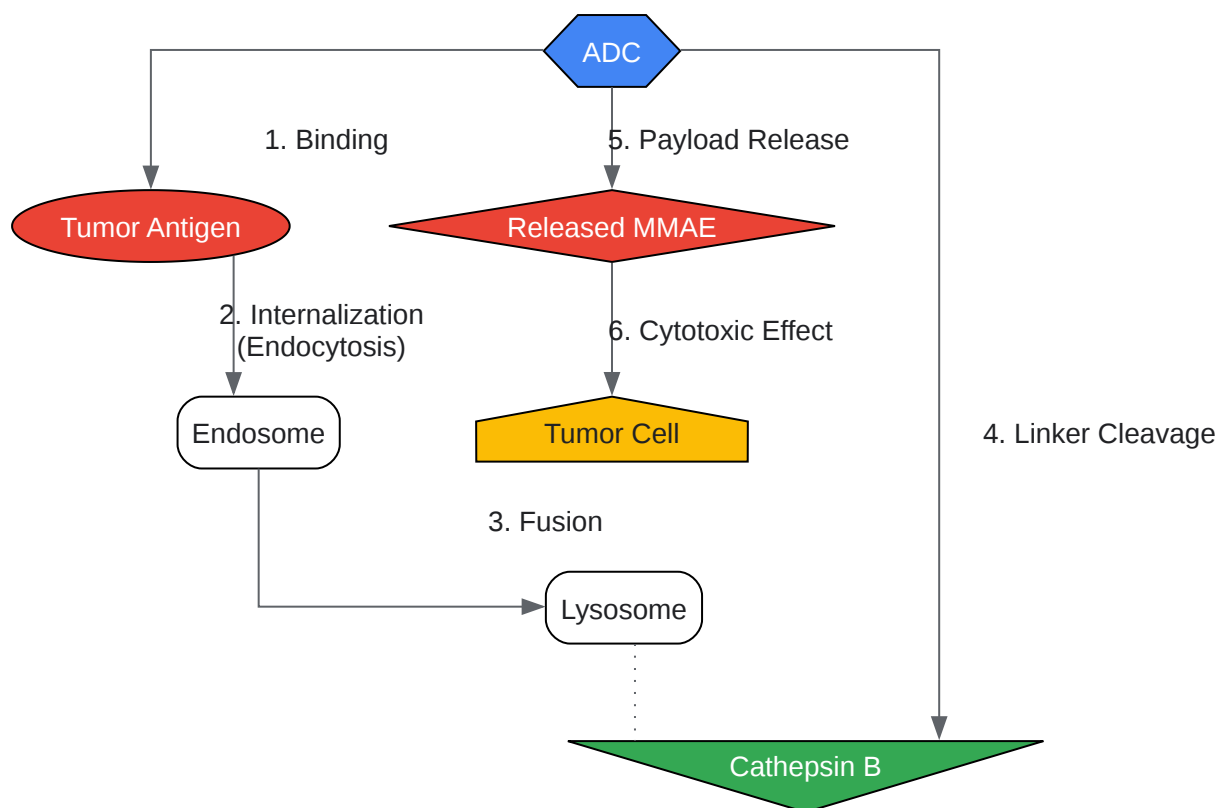 ADC
1. Binding
5. Payload Release
Tumor Antigen
Released MMAE
2. Internalization
(Endocytosis)
6. Cytotoxic Effect
Endosome
Tumor Cell
4. Linker Cleavage
3. Fusion
Lysosome
Cathepsin B